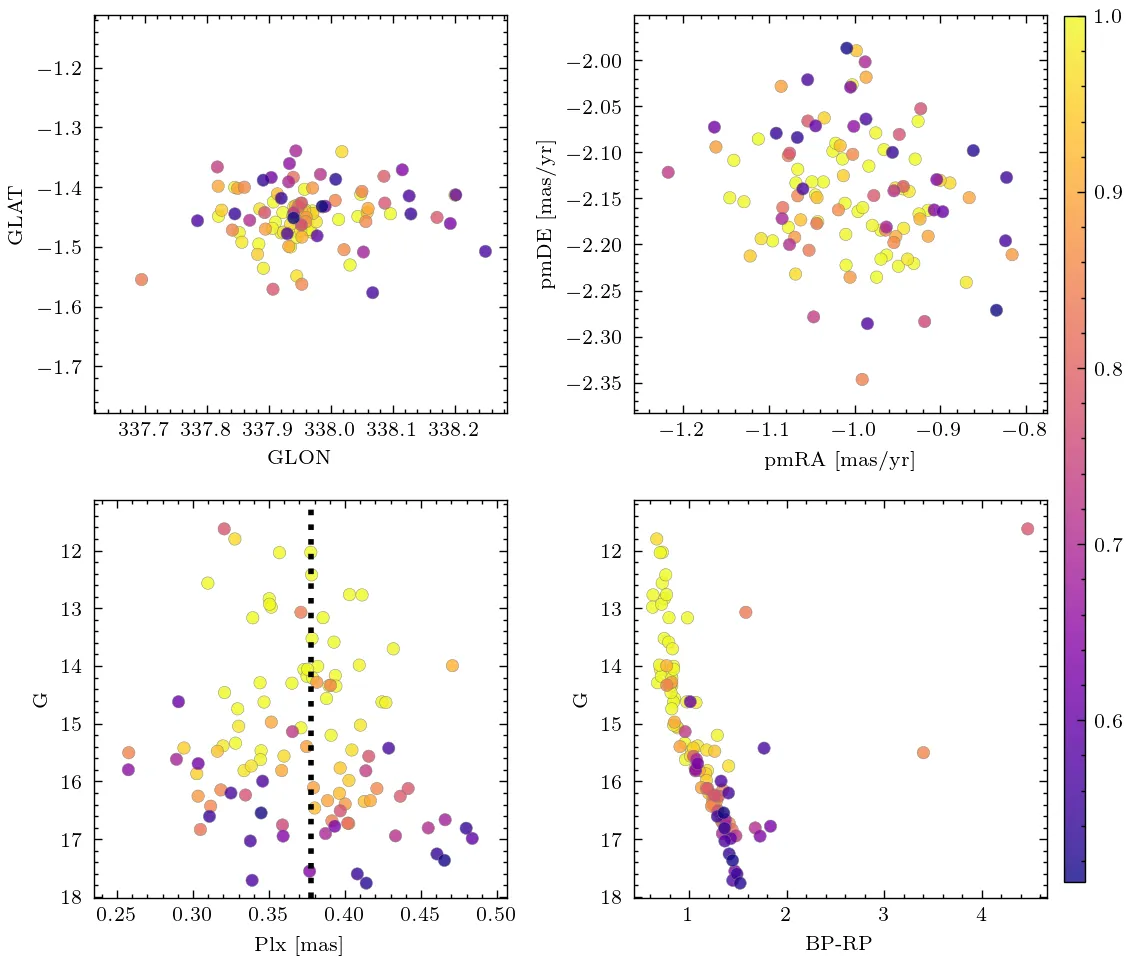 GLAT
−1.2
−1.3
−1.4
−1.5
−1.6
−1.7
337.7 337.8 337.9 338.0 338.1 338.2
GLON
pmDE [mas/yr]
−2.00
−2.05
−2.10
−2.15
−2.20
−2.25
−2.30
−2.35
−1.2 −1.1 −1.0 −0.9 −0.8
pmRA [mas/yr]
1.0
0.9
0.8
0.7
0.6
G
12
13
14
15
16
17
18
0.25 0.30 0.35 0.40 0.45 0.50
Plx [mas]
G
12
13
14
15
16
17
18
1 2 3 4
BP-RP